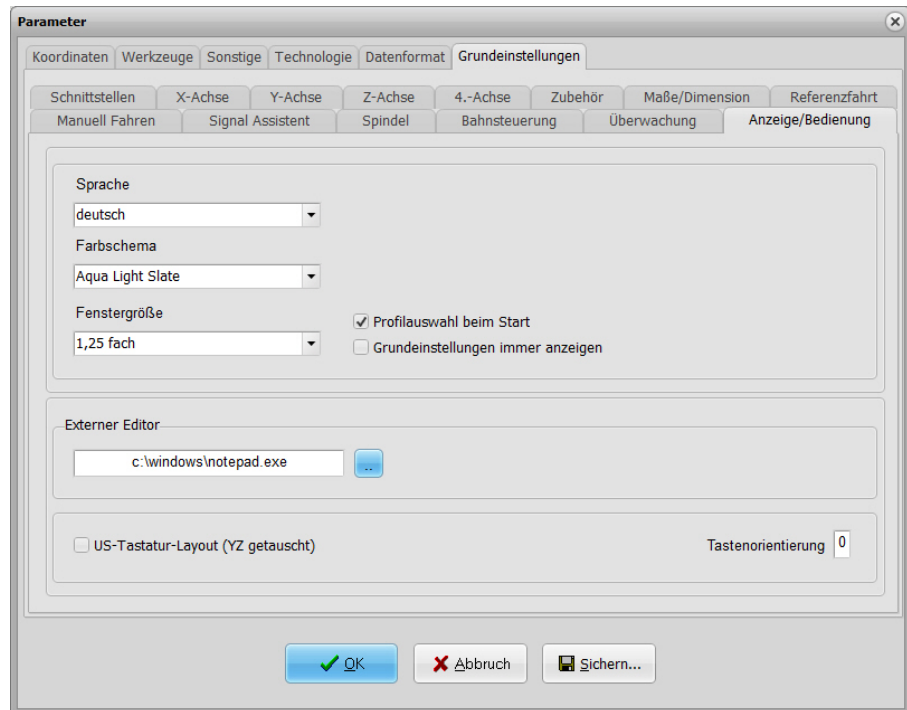 Parameter
Koordinaten Werkzeuge Sonstige Technologie Datenformat Grundeinstellungen
Schnittstellen X-Achse Y-Achse Z-Achse 4.-Achse Zubehör Maße/Dimension Referenzfahrt
Manuell Fahren Signal Assistent Spindel Bahnsteuerung Überwachung Anzeige/Bedienung
Sprache
deutsch
Farbschema
Aqua Light Slate
Fenstergröße
1,25 fach
Profilauswahl beim Start
Grundeinstellungen immer anzeigen
Externer Editor
c:\windows\notepad.exe
..
US-Tastatur-Layout (YZ getauscht)
Tastenorientierung 0
OK Abbruch Sichern...